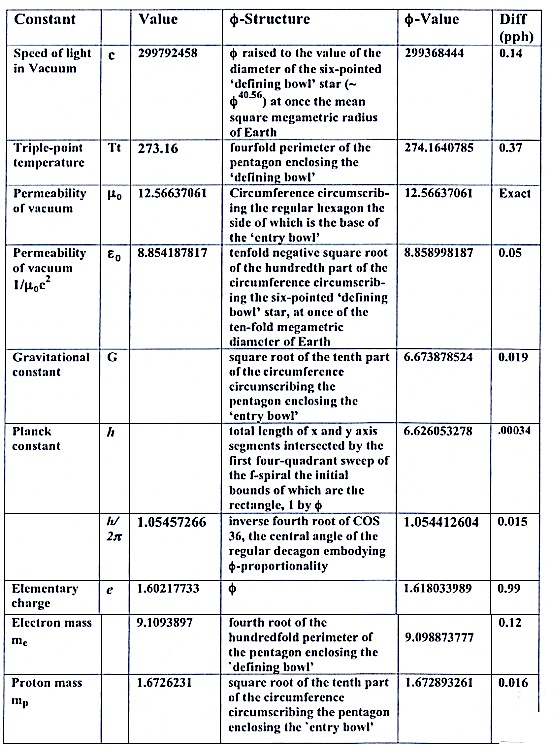 Constant Value ϕ-Structure ϕ-Value Diff
(pph)
Speed of light c 299792458 ϕ raised to the value of the 299368444 0.14
in Vacuum diameter of the six-pointed
‘defining bowl’ star (~
ϕ^40.56) at once the mean
square megametric radius
of Earth
Triple-point Tt 273.16 fourfold perimeter of the 274.1640785 0.37
temperature pentagon enclosing the
‘defining bowl’
Permeability μ₀ 12.56637061 Circumference circumscrib- 12.56637061 Exact
of vacuum ing the regular hexagon the
side of which is the base of
the ‘entry bowl’
Permeability ε₀ 8.854187817 tenfold negative square root 8.858998187 0.05
of vacuum of the hundredth part of the
1/μ₀c² circumference circumscrib-
ing the six-pointed ‘defining
bowl’ star, at once of the
ten-fold megametric
diameter of Earth
Gravitational G square root of the tenth part 6.673878524 0.019
constant of the circumference
circumscribing the
pentagon enclosing the
‘entry bowl’
Planck h total length of x and y axis 6.626053278 .00034
constant segments intersected by the
first four-quadrant sweep of
the f-spiral the initial
bounds of which are the
rectangle, 1 by ϕ
h/ 1.05457266 inverse fourth root of COS 1.054412604 0.015
2π 36, the central angle of the
regular decagon embodying
ϕ-proportionality
Elementary e 1.60217733 ϕ 1.618033989 0.99
charge
Electron mass 9.1093897 fourth root of the 0.12
mₑ hundredfold perimeter of 9.098873777
the pentagon enclosing the
`defining bowl’
Proton mass 1.6726231 square root of the tenth part 1.672893261 0.016
mₚ of the circumference
circumscribing the pentagon
enclosing the `entry bowl’